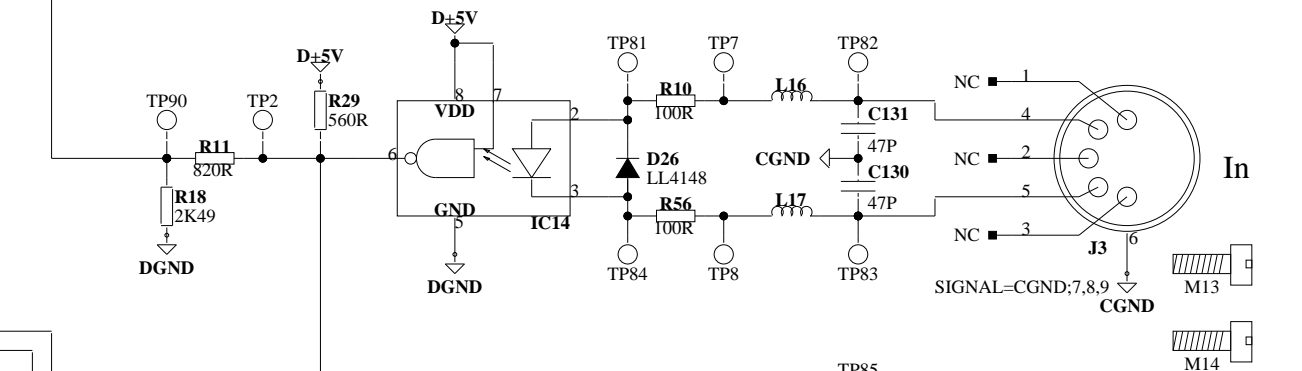 D+5V
TP81
TP7
TP82
D+5V
NC
1
TP90
TP2
R29
560R
8
7
VDD
R10
100R
L16
C131
47P
2
4
R11
820R
6
D26
LL4148
CGND
NC
2
In
R18
2K49
GND
5
3
IC14
R56
100R
L17
C130
47P
5
NC
3
J3
6
DGND
DGND
TP84
TP8
TP83
SIGNAL=CGND;7,8,9
CGND
M13
M14
TP85